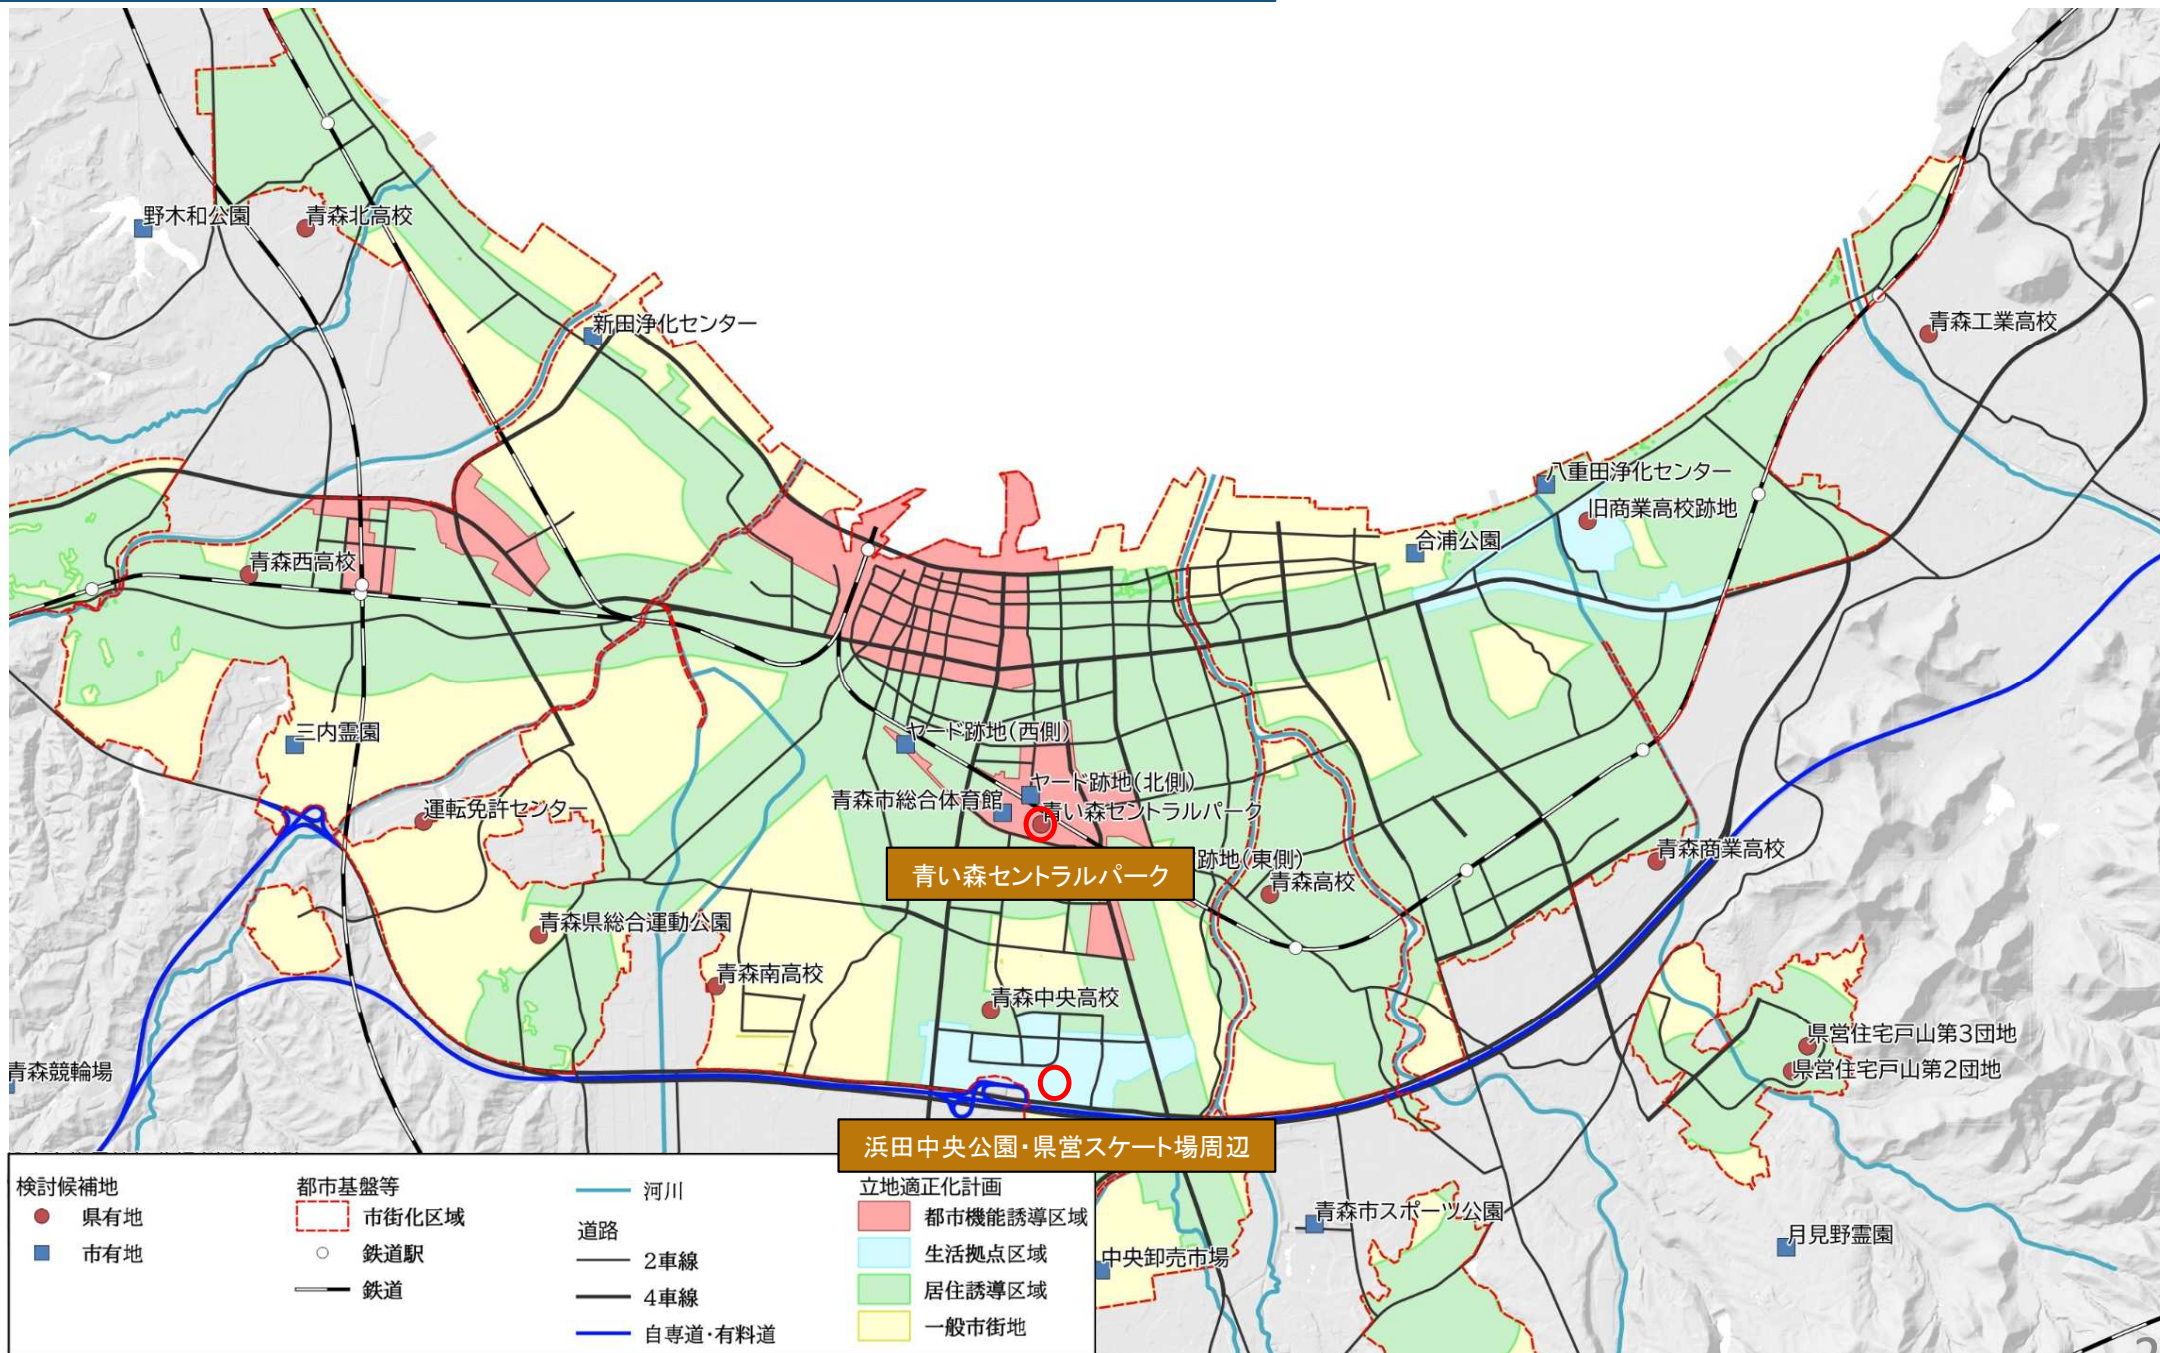 野木和公園
青森北高校
新田浄化センター
青森工業高校
八重田浄化センター
旧商業高校跡地
合浦公園
青森西高校
三内霊園
ヤード跡地(西側)
ヤード跡地(北側)
青森市総合体育館
青い森セントラルパーク
運転免許センター
青い森セントラルパーク
跡地(東側)
青森高校
青森商業高校
青森県総合運動公園
青森南高校
青森中央高校
県営住宅戸山第3団地
県営住宅戸山第2団地
青森競輪場
浜田中央公園・県営スケート場周辺
青森市スポーツ公園
月見野霊園
中央卸売市場
検討候補地
県有地
市有地
都市基盤等
市街化区域
鉄道駅
鉄道
河川
道路
2車線
4車線
自専道・有料道
立地適正化計画
都市機能誘導区域
生活拠点区域
居住誘導区域
一般市街地
2